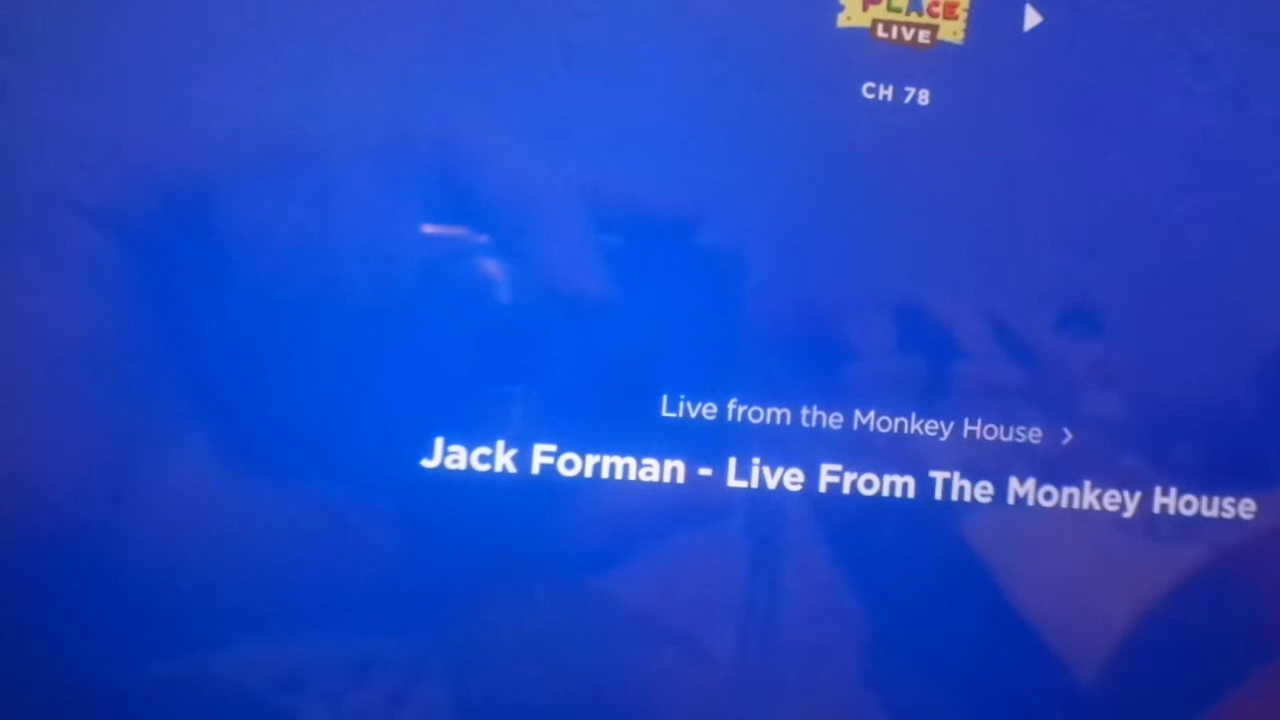 PLACE
LIVE
CH 78
Live from the Monkey House >
Jack Forman - Live From The Monkey House